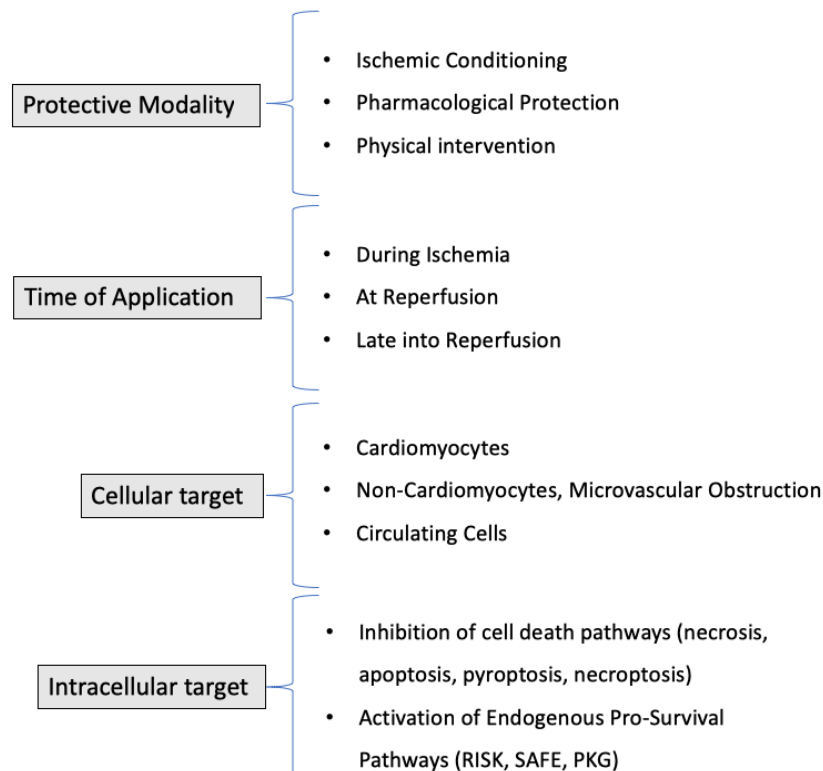 Protective Modality
• Ischemic Conditioning
• Pharmacological Protection
• Physical intervention
Time of Application
• During Ischemia
• At Reperfusion
• Late into Reperfusion
Cellular target
• Cardiomyocytes
• Non-Cardiomyocytes, Microvascular Obstruction
• Circulating Cells
Intracellular target
• Inhibition of cell death pathways (necrosis,
apoptosis, pyroptosis, necroptosis)
• Activation of Endogenous Pro-Survival
Pathways (RISK, SAFE, PKG)